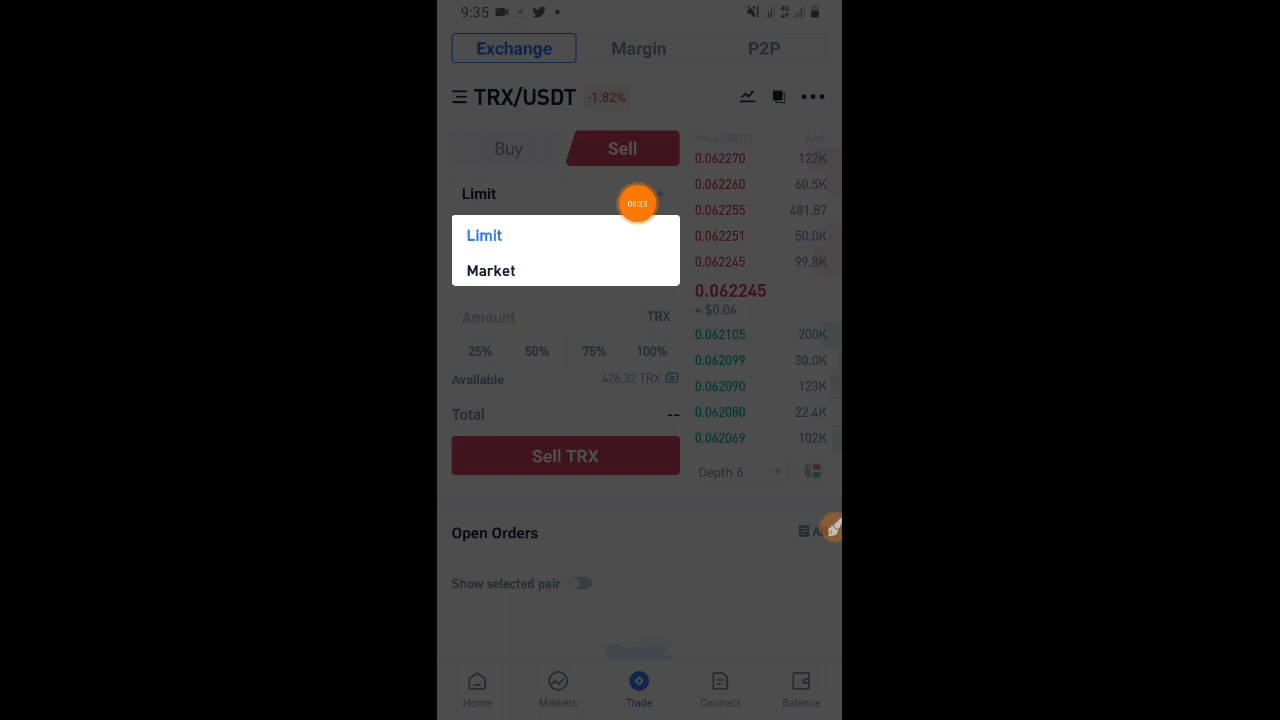 9:35 4G
Exchange Margin P2P
TRX/USDT -1.82%
Buy Sell
Price(USDT) Amt.
0.062270 122K
0.062260 60.5K
Limit
06:23
0.062255 481.87
Limit
0.062251 50.0K
Market
0.062245 99.8K
0.062245
≈ $0.06
Amount TRX
0.062105 200K
25% 50% 75% 100%
0.062099 30.0K
Available 426.32 TRX
0.062090 123K
Total --
0.062080 22.4K
Sell TRX
0.062069 102K
Depth 6
Open Orders
Show selected pair
Home Markets Trade Contract Balance